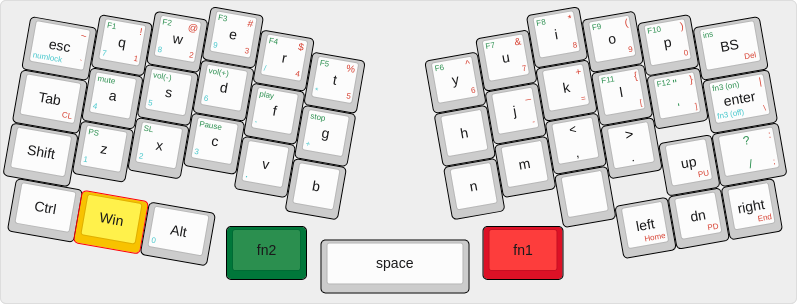 esc ~ numlock
F1 ! q 7 1
F2 @ w 8 2
F3 # e 9 3
F4 $ r / 4
F5 % t * 5
F6 ^ y 6
F7 & u 7
F8 * i 8
F9 ( o 9
F10 ) p 0
ins BS Del
Tab CL
mute a 4
vol(-) s 5
vol(+) d 6
play f -
stop g +
h
j _ -
k + =
F11 { l [
F12 " } ' ]
fn3 (on) | enter fn3 (off) \
Shift
PS z 1
SL x 2
Pause c 3
v .
b
n
m
< ,
> .
up PU
? : / ;
Ctrl
Win
Alt 0
fn2
space
fn1
left Home
dn PD
right End